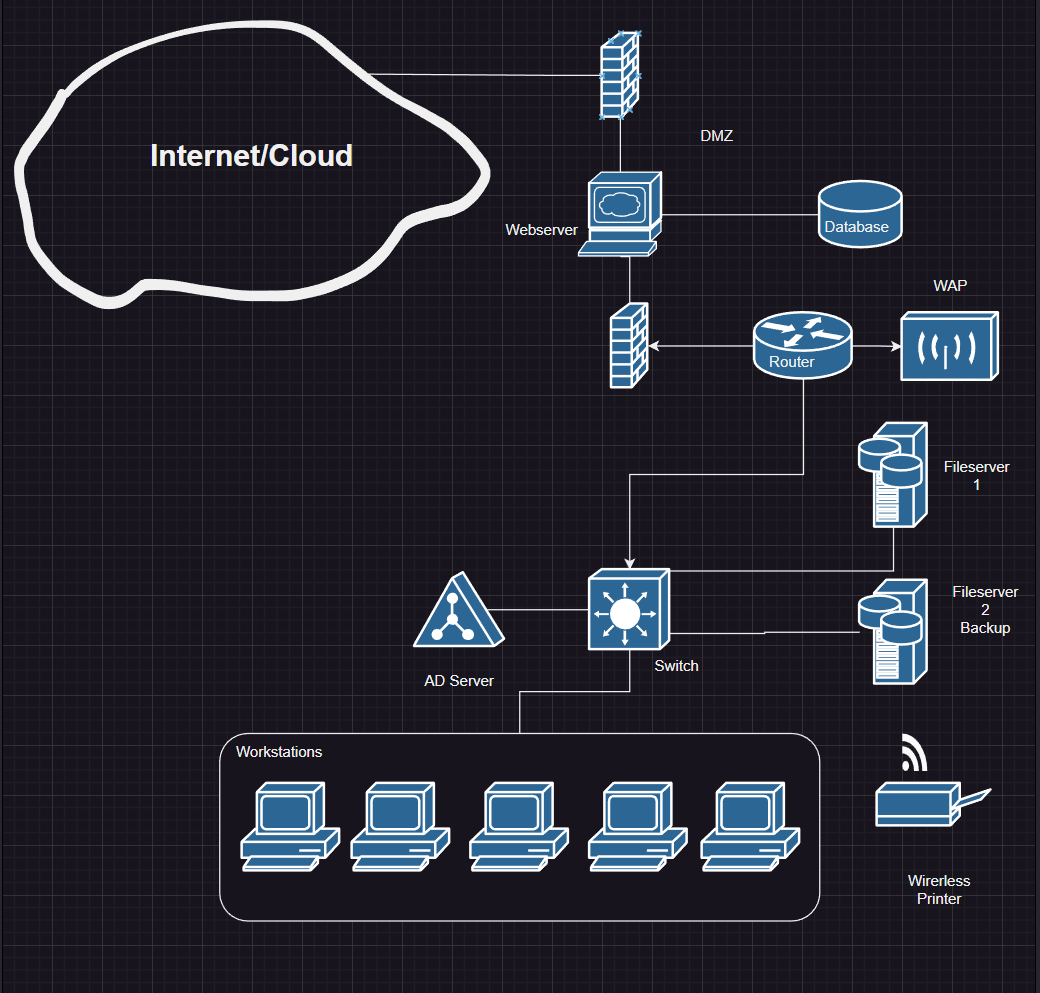 Internet/Cloud
DMZ
Webserver
Database
WAP
Router
Fileserver
1
Fileserver
2
Backup
Switch
AD Server
Workstations
Wirerless
Printer